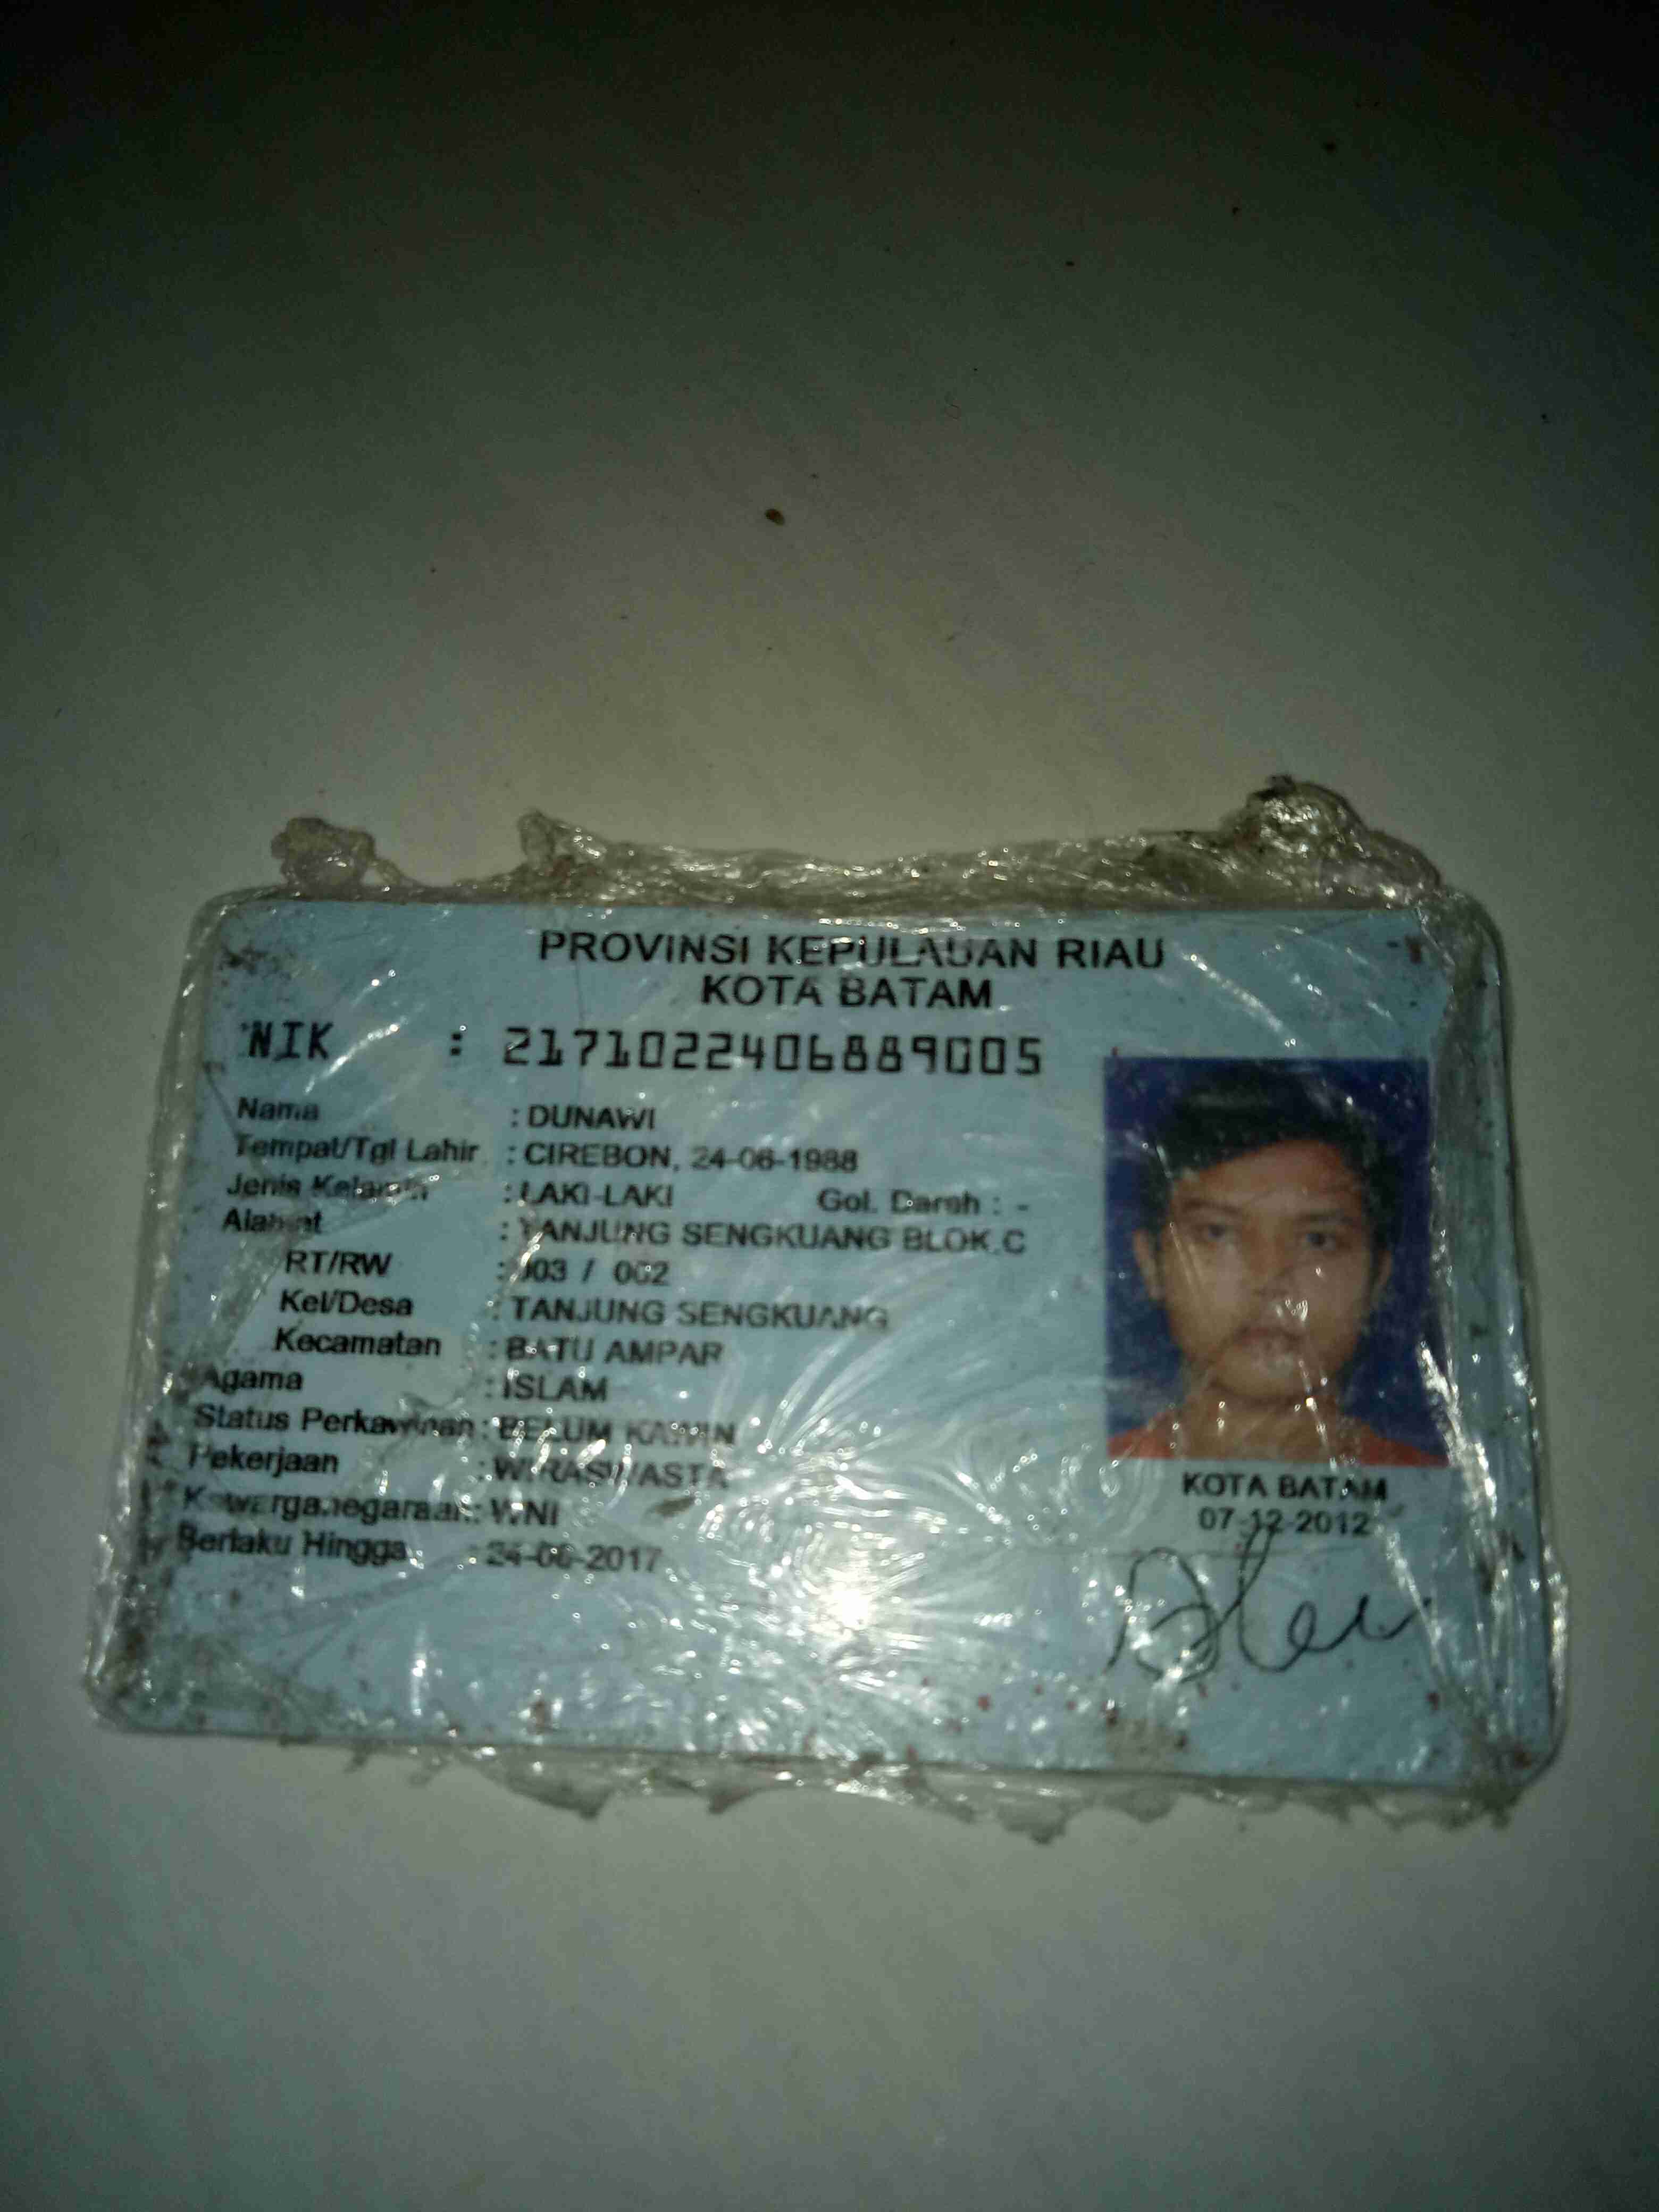 PROVINSI KEPULAUAN RIAU
KOTA BATAM
NIK : 2171022406889005
Nama : DUNAWI
Tempat/Tgl Lahir : CIREBON, 24-06-1988
Jenis Kelamin : LAKI-LAKI Gol. Darah : -
Alamat : TANJUNG SENGKUANG BLOK C
RT/RW : 003 / 002
Kel/Desa : TANJUNG SENGKUANG
Kecamatan : BATU AMPAR
Agama : ISLAM
Status Perkawinan : BELUM KAWIN
Pekerjaan : WIRASWASTA
Kewarganegaraan : WNI
Berlaku Hingga : 24-06-2017
KOTA BATAM
07-12-2012